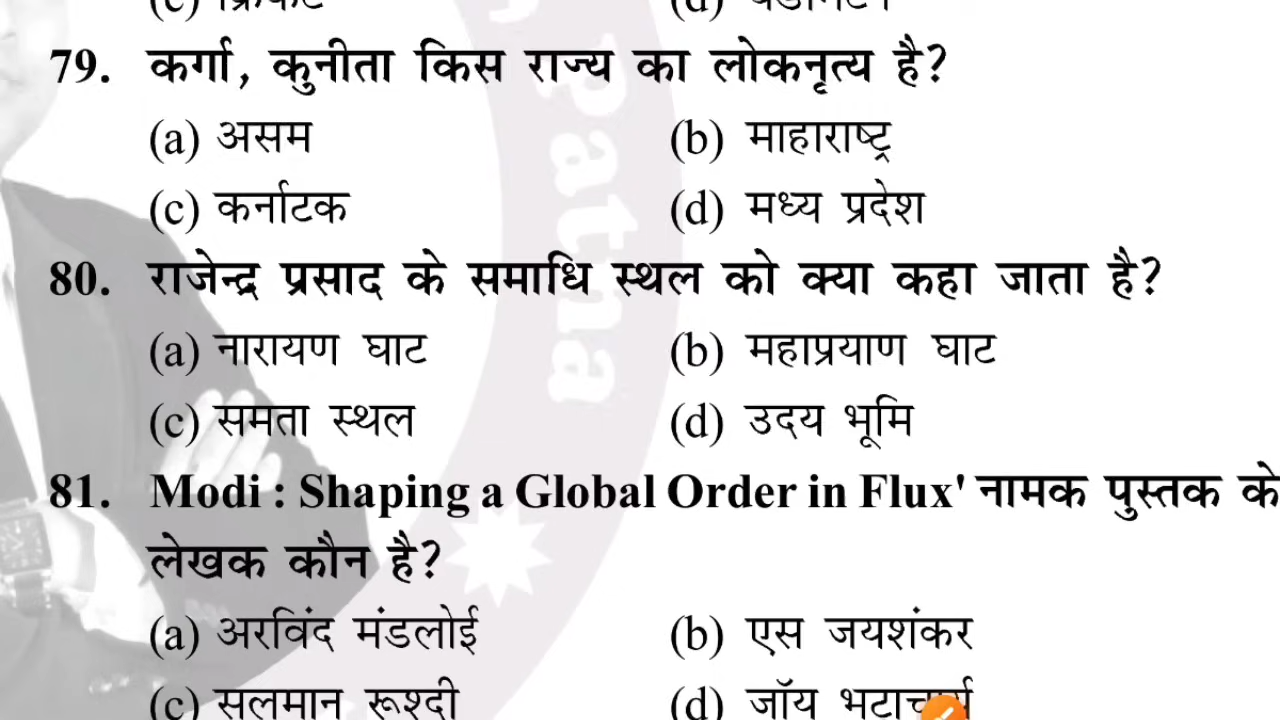 79. कर्गा, कुनीता किस राज्य का लोकनृत्य है?
(a) असम (b) माहाराष्ट्र
(c) कर्नाटक (d) मध्य प्रदेश
80. राजेन्द्र प्रसाद के समाधि स्थल को क्या कहा जाता है?
(a) नारायण घाट (b) महाप्रयाण घाट
(c) समता स्थल (d) उदय भूमि
81. Modi : Shaping a Global Order in Flux' नामक पुस्तक के
लेखक कौन है?
(a) अरविंद मंडलोई (b) एस जयशंकर
(c) सलमान रूश्दी (d) जॉय भटाचार्य
Patna